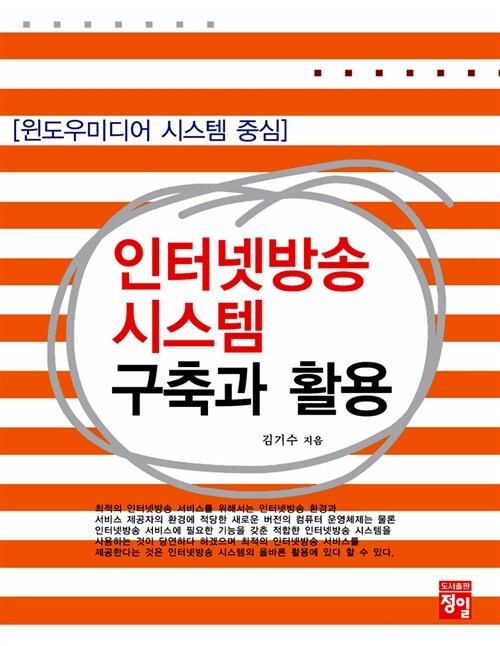 [윈도우미디어 시스템 중심]
인터넷방송
시스템
구축과 활용
김기수 지음
최적의 인터넷방송 서비스를 위해서는 인터넷방송 환경과
서비스 제공자의 환경에 적당한 새로운 버전의 컴퓨터 운영체제는 물론
인터넷방송 서비스에 필요한 기능을 갖춘 적합한 인터넷방송 시스템을
사용하는 것이 당연하다 하겠으며 최적의 인터넷방송 서비스를
제공한다는 것은 인터넷방송 시스템의 올바른 활용에 있다 할 수 있다.
도서출판
정일